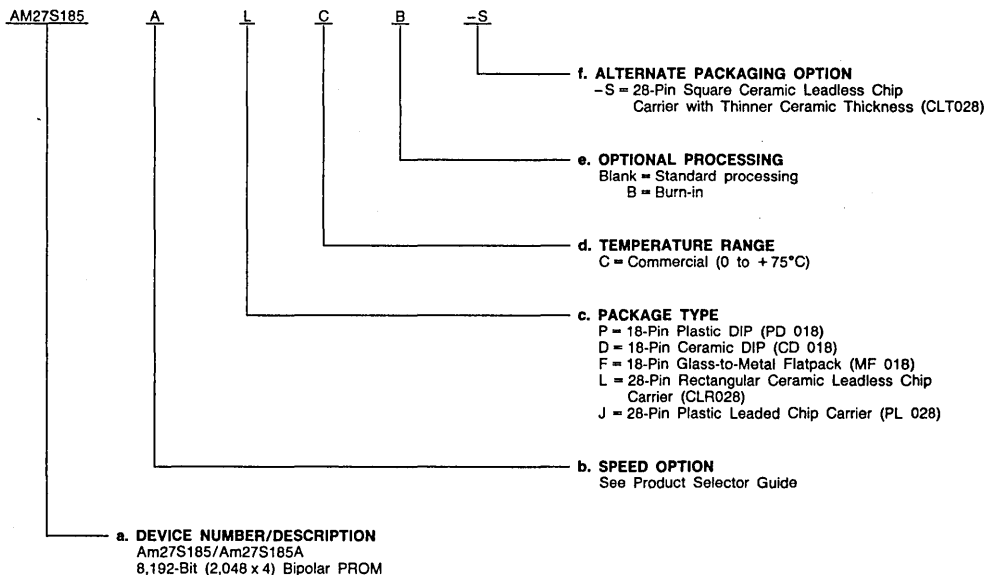 AM27S185 A L C B -S
f. ALTERNATE PACKAGING OPTION
-S = 28-Pin Square Ceramic Leadless Chip
Carrier with Thinner Ceramic Thickness (CLT028)
e. OPTIONAL PROCESSING
Blank = Standard processing
B = Burn-in
d. TEMPERATURE RANGE
C = Commercial (0 to +75°C)
c. PACKAGE TYPE
P = 18-Pin Plastic DIP (PD 018)
D = 18-Pin Ceramic DIP (CD 018)
F = 18-Pin Glass-to-Metal Flatpack (MF 018)
L = 28-Pin Rectangular Ceramic Leadless Chip
Carrier (CLR028)
J = 28-Pin Plastic Leaded Chip Carrier (PL 028)
b. SPEED OPTION
See Product Selector Guide
a. DEVICE NUMBER/DESCRIPTION
Am27S185/Am27S185A
8,192-Bit (2,048 x 4) Bipolar PROM